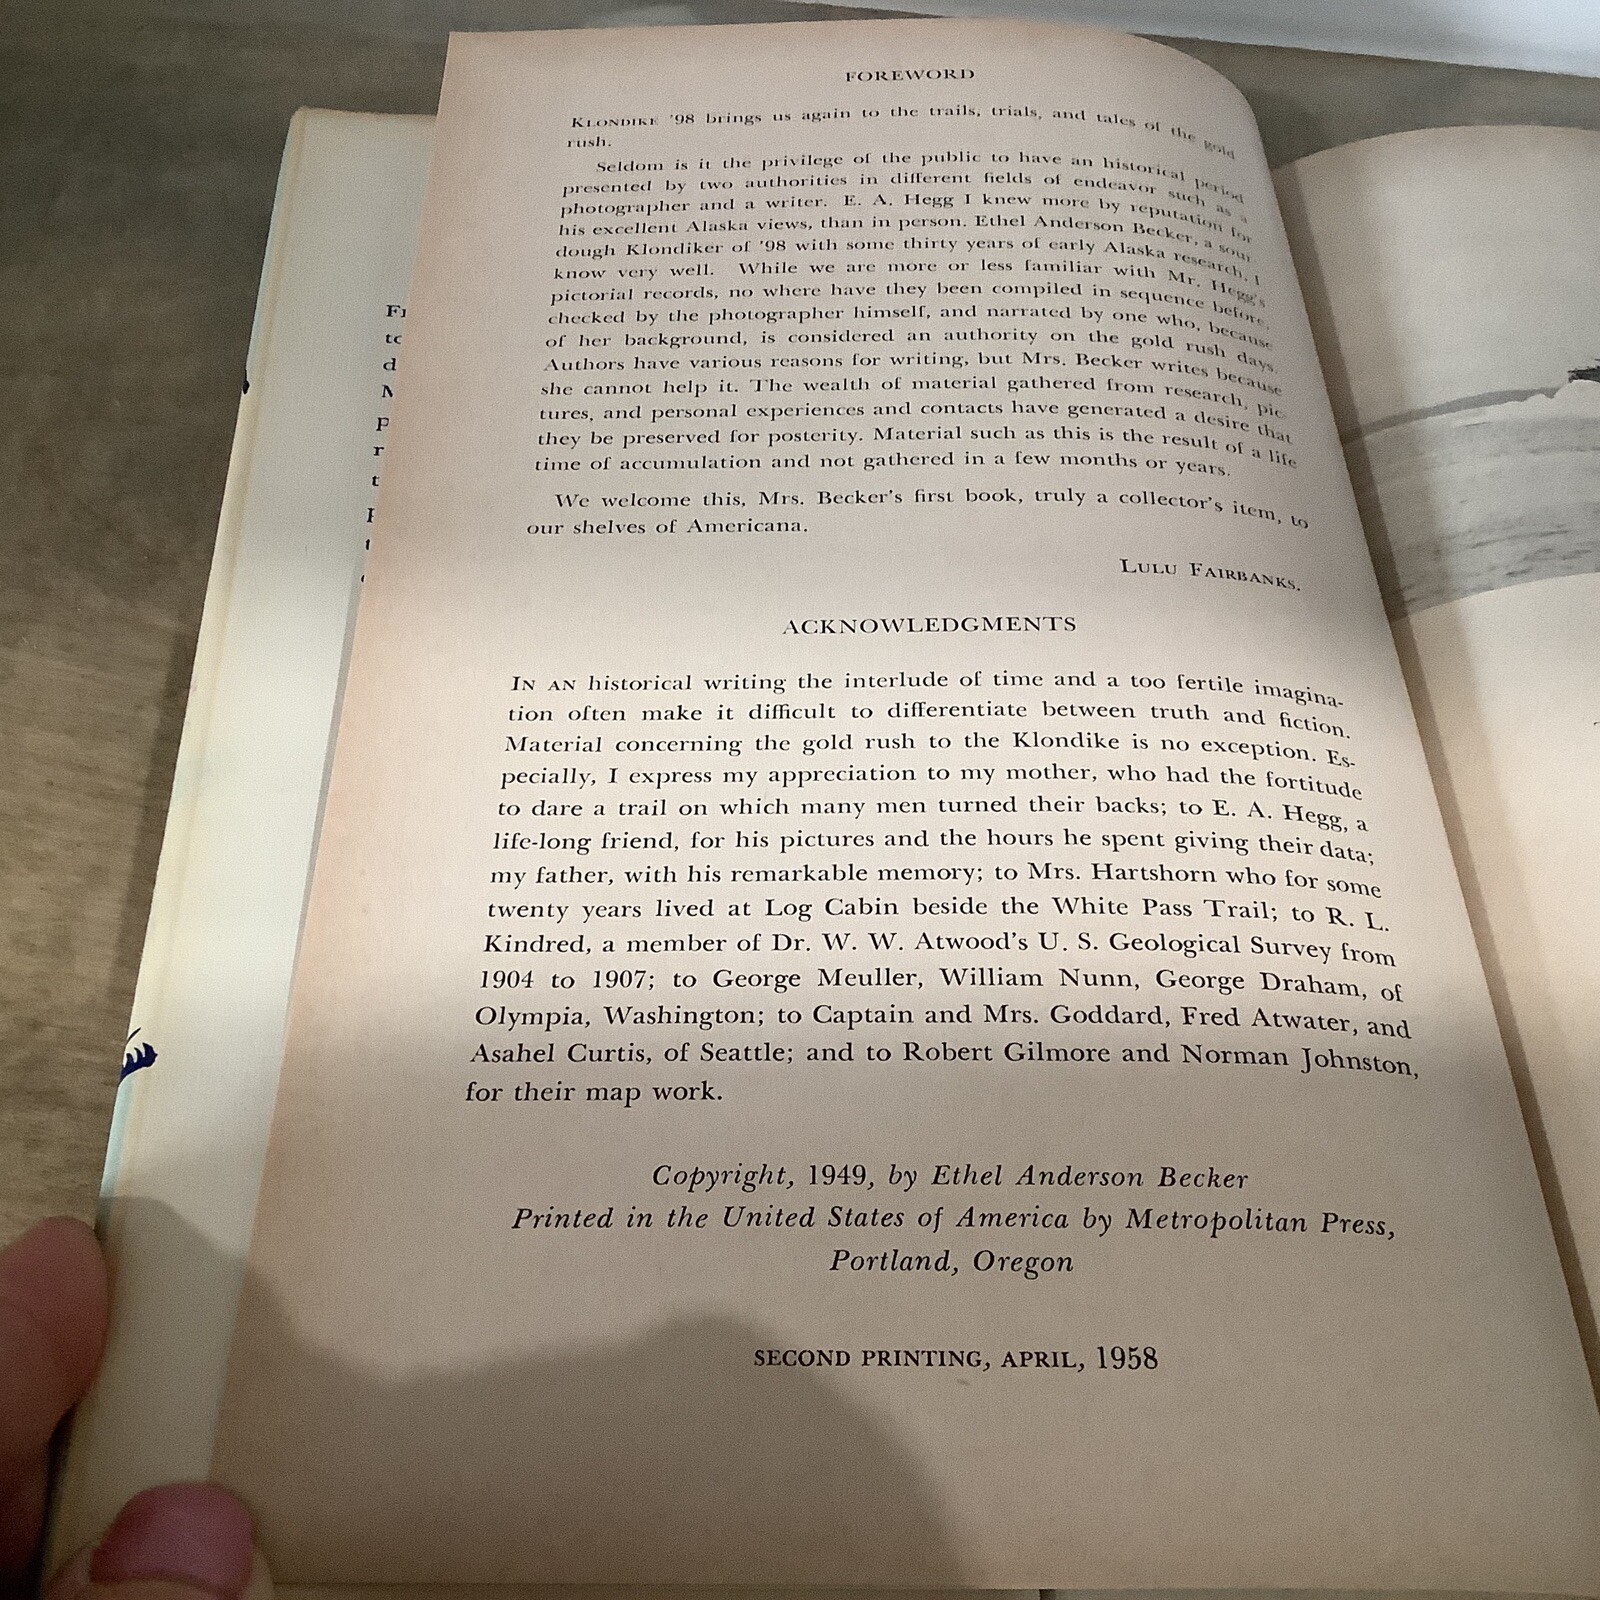 FOREWORD
KLONDIKE '98 brings us again to the trails, trials, and tales of the gold
rush.
Seldom is it the privilege of the public to have an historical period
presented by two authorities in different fields of endeavor such as a
photographer and a writer. E. A. Hegg I knew more by reputation for
his excellent Alaska views, than in person. Ethel Anderson Becker, a sour
dough Klondiker of '98 with some thirty years of early Alaska research, I
know very well. While we are more or less familiar with Mr. Hegg's
pictorial records, no where have they been compiled in sequence before,
checked by the photographer himself, and narrated by one who, because
of her background, is considered an authority on the gold rush days.
Authors have various reasons for writing, but Mrs. Becker writes because
she cannot help it. The wealth of material gathered from research, pic
tures, and personal experiences and contacts have generated a desire that
they be preserved for posterity. Material such as this is the result of a life
time of accumulation and not gathered in a few months or years.
We welcome this, Mrs. Becker's first book, truly a collector's item, to
our shelves of Americana.
LULU FAIRBANKS.
ACKNOWLEDGMENTS
IN AN historical writing the interlude of time and a too fertile imagina-
tion often make it difficult to differentiate between truth and fiction.
Material concerning the gold rush to the Klondike is no exception. Es-
pecially, I express my appreciation to my mother, who had the fortitude
to dare a trail on which many men turned their backs; to E. A. Hegg, a
life-long friend, for his pictures and the hours he spent giving their data;
my father, with his remarkable memory; to Mrs. Hartshorn who for some
twenty years lived at Log Cabin beside the White Pass Trail; to R. L.
Kindred, a member of Dr. W. W. Atwood's U. S. Geological Survey from
1904 to 1907; to George Meuller, William Nunn, George Draham, of
Olympia, Washington; to Captain and Mrs. Goddard, Fred Atwater, and
Asahel Curtis, of Seattle; and to Robert Gilmore and Norman Johnston,
for their map work.
Copyright, 1949, by Ethel Anderson Becker
Printed in the United States of America by Metropolitan Press,
Portland, Oregon
SECOND PRINTING, APRIL, 1958